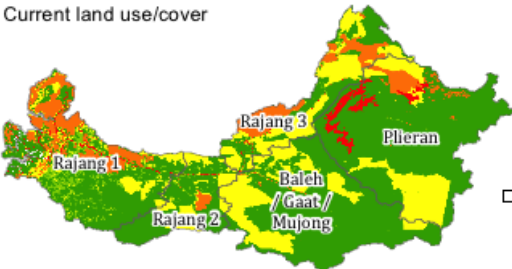 Current land use/cover
Rajang 3
Plieran
Rajang 1
Baleh
/ Gaat /
Mujong
Rajang 2